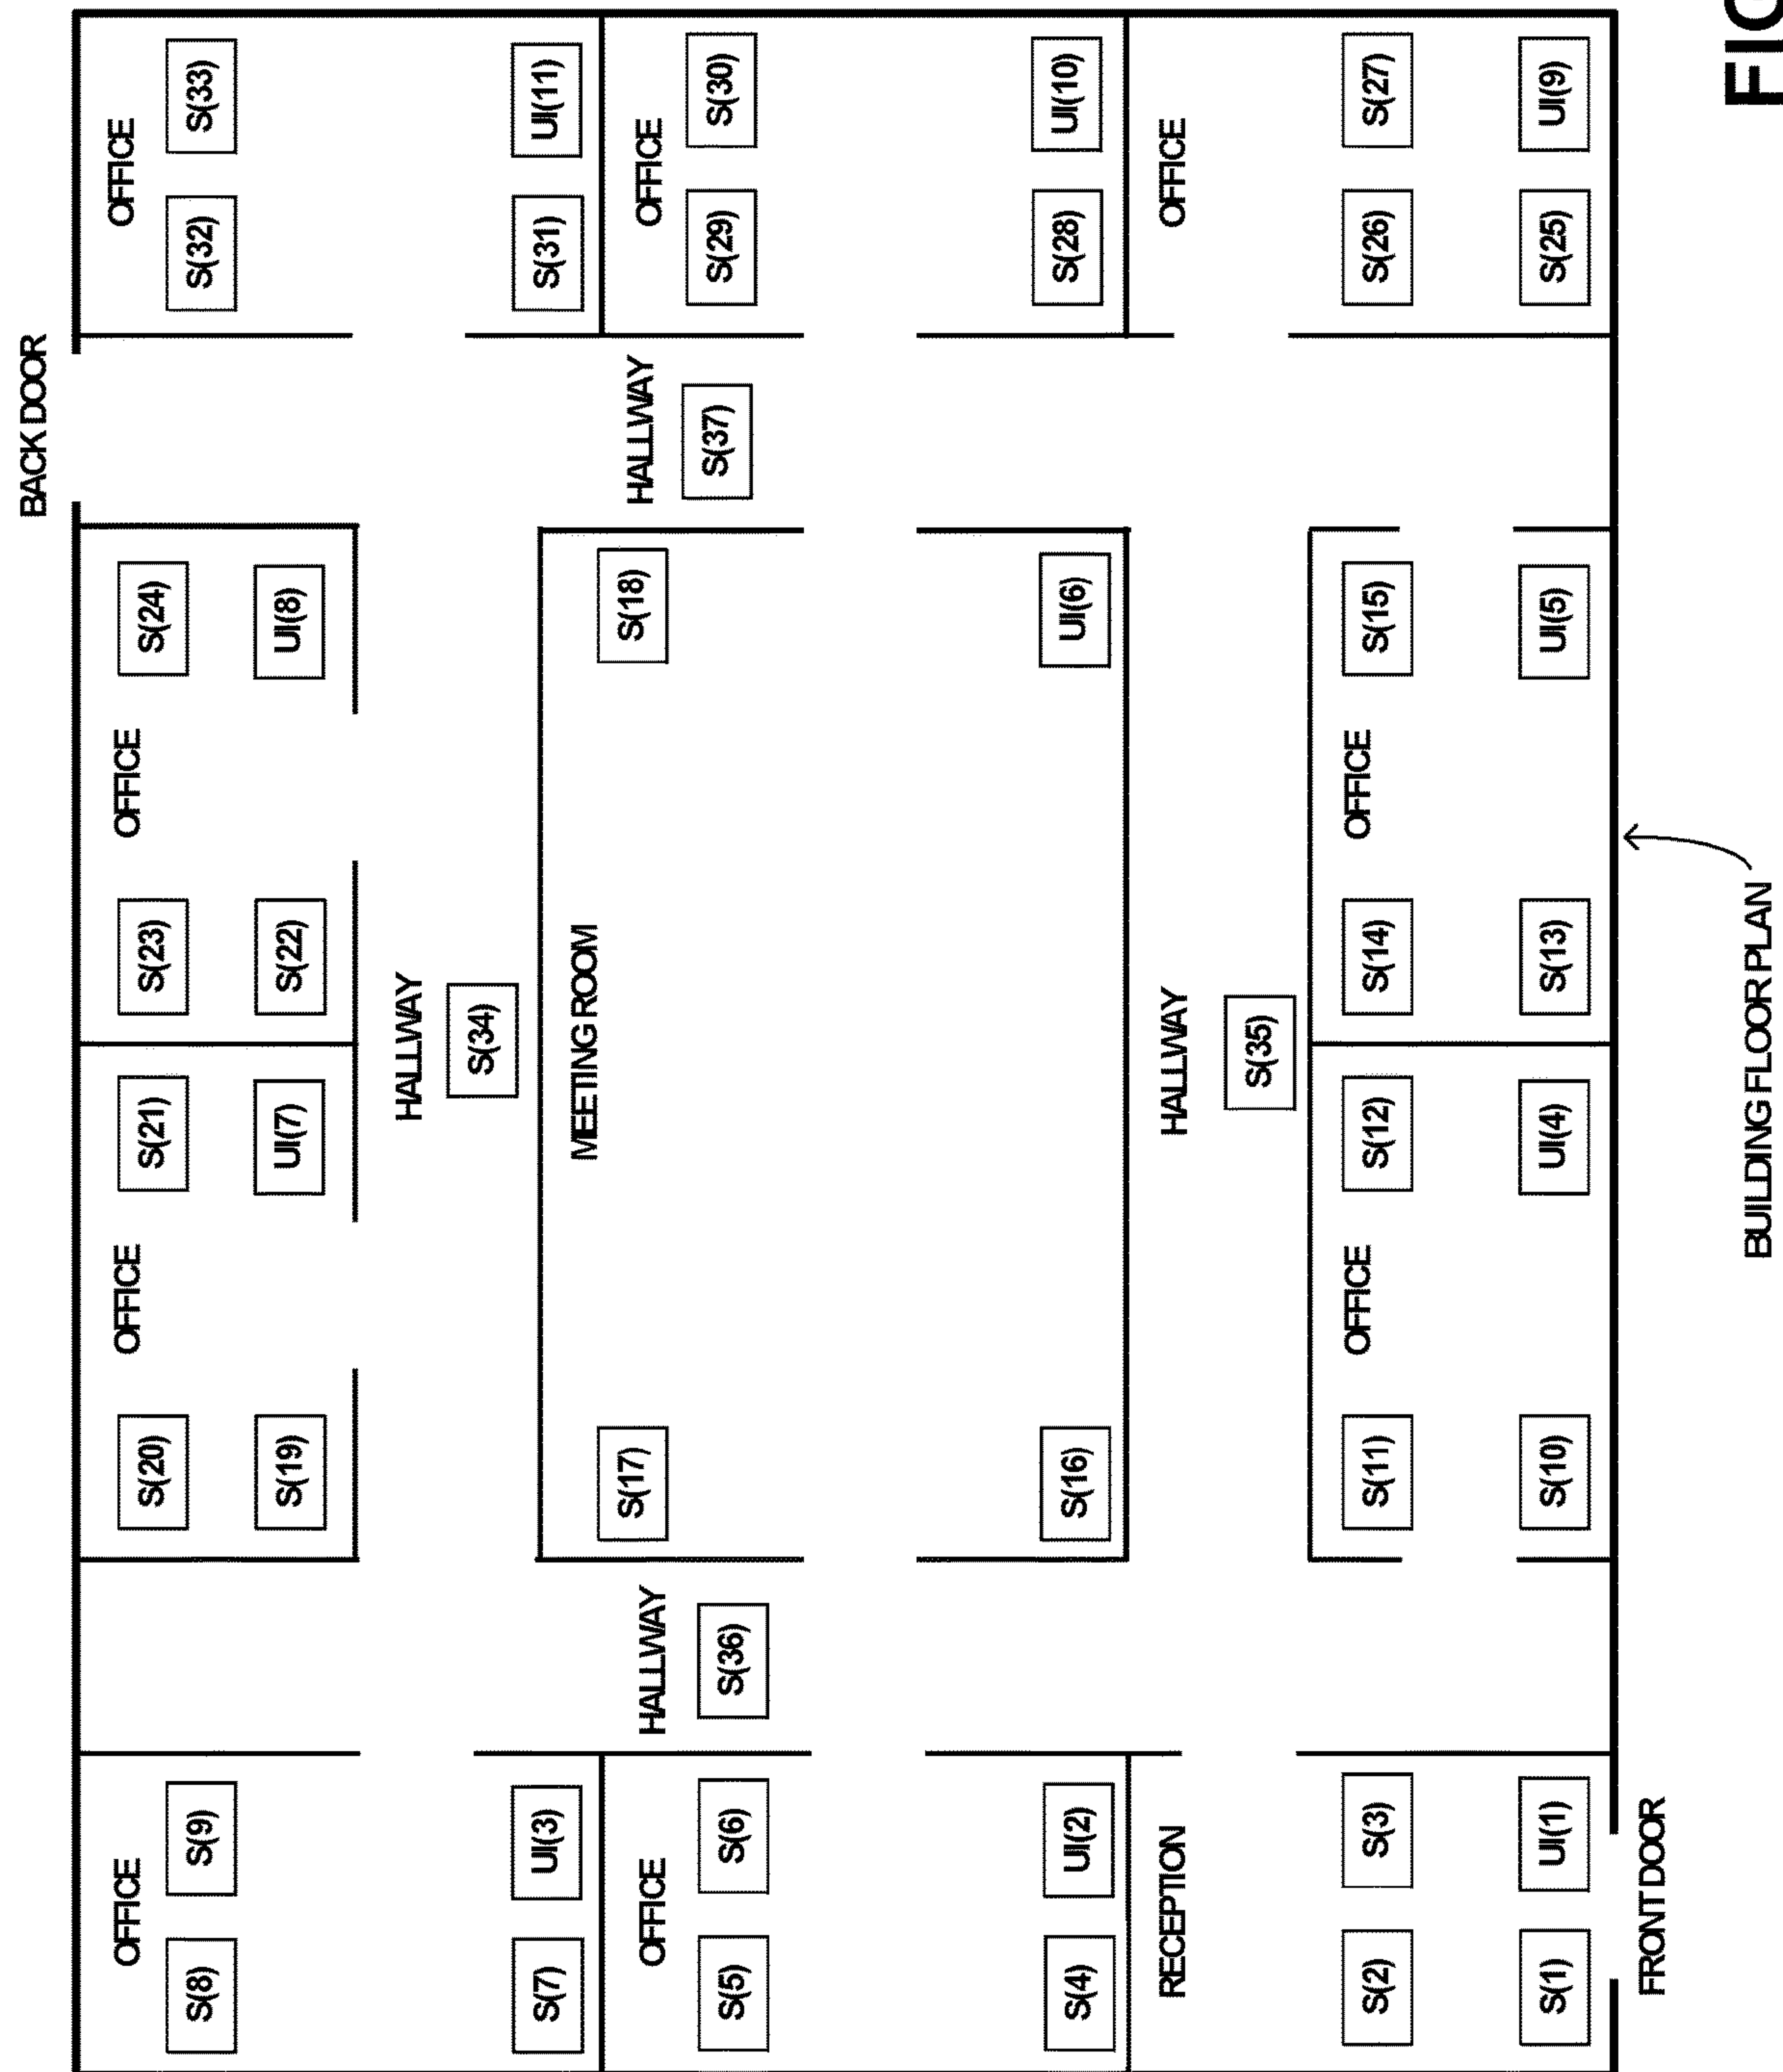 BACK DOOR
OFFICE OFFICE OFFICE OFFICE
S(20) S(21) S(23) S(24)
S(8) S(9) S(32) S(33)
S(19) UI(7) S(22) UI(8)
HALLWAY
S(34)
S(7) UI(3) S(31) UI(11)
MEETING ROOM
S(17) S(18)
OFFICE HALLWAY HALLWAY OFFICE
S(5) S(6) S(36) S(37) S(29) S(30)
S(4) UI(2) S(16) UI(6) S(28) UI(10)
RECEPTION HALLWAY OFFICE
S(35)
OFFICE OFFICE
S(2) S(3) S(11) S(12) S(14) S(15) S(26) S(27)
S(1) UI(1) S(10) UI(4) S(13) UI(5) S(25) UI(9)
FRONT DOOR
BUILDING FLOOR PLAN
FIG